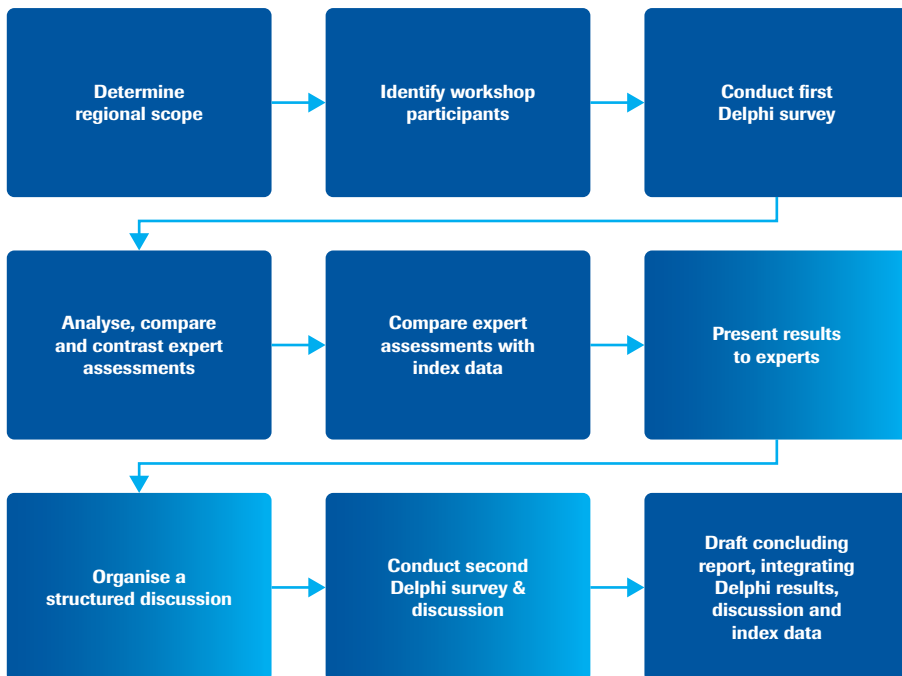 Determine
regional scope
Identify workshop
participants
Conduct first
Delphi survey
Analyse, compare
and contrast expert
assessments
Compare expert
assessments with
index data
Present results
to experts
Organise a
structured discussion
Conduct second
Delphi survey &
discussion
Draft concluding
report, integrating
Delphi results,
discussion and
index data